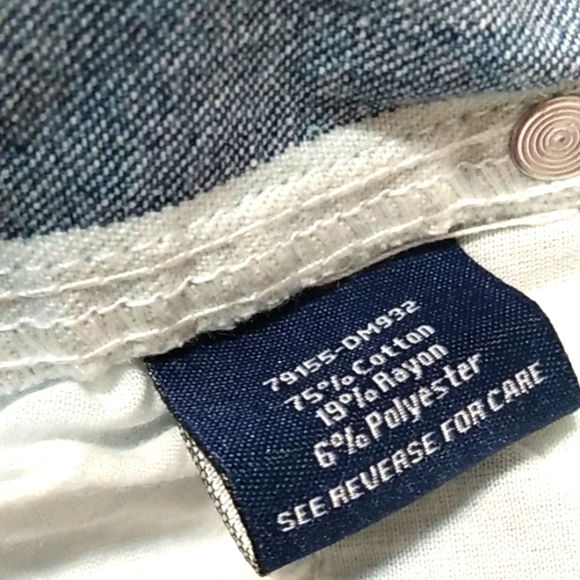 79155-DM932
75% Cotton
19% Rayon
6% Polyester
SEE REVERSE FOR CARE